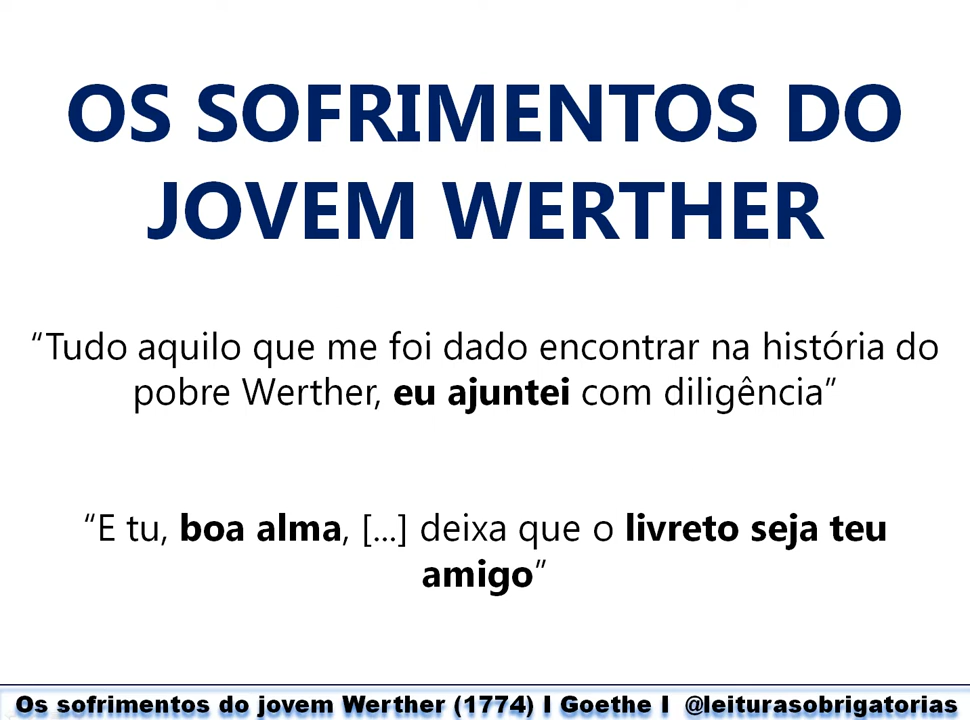 OS SOFRIMENTOS DO
JOVEM WERTHER
“Tudo aquilo que me foi dado encontrar na história do
pobre Werther, eu ajuntei com diligência”
“E tu, boa alma, [...] deixa que o livreto seja teu
amigo”
Os sofrimentos do jovem Werther (1774) I Goethe I @leiturasobrigatorias